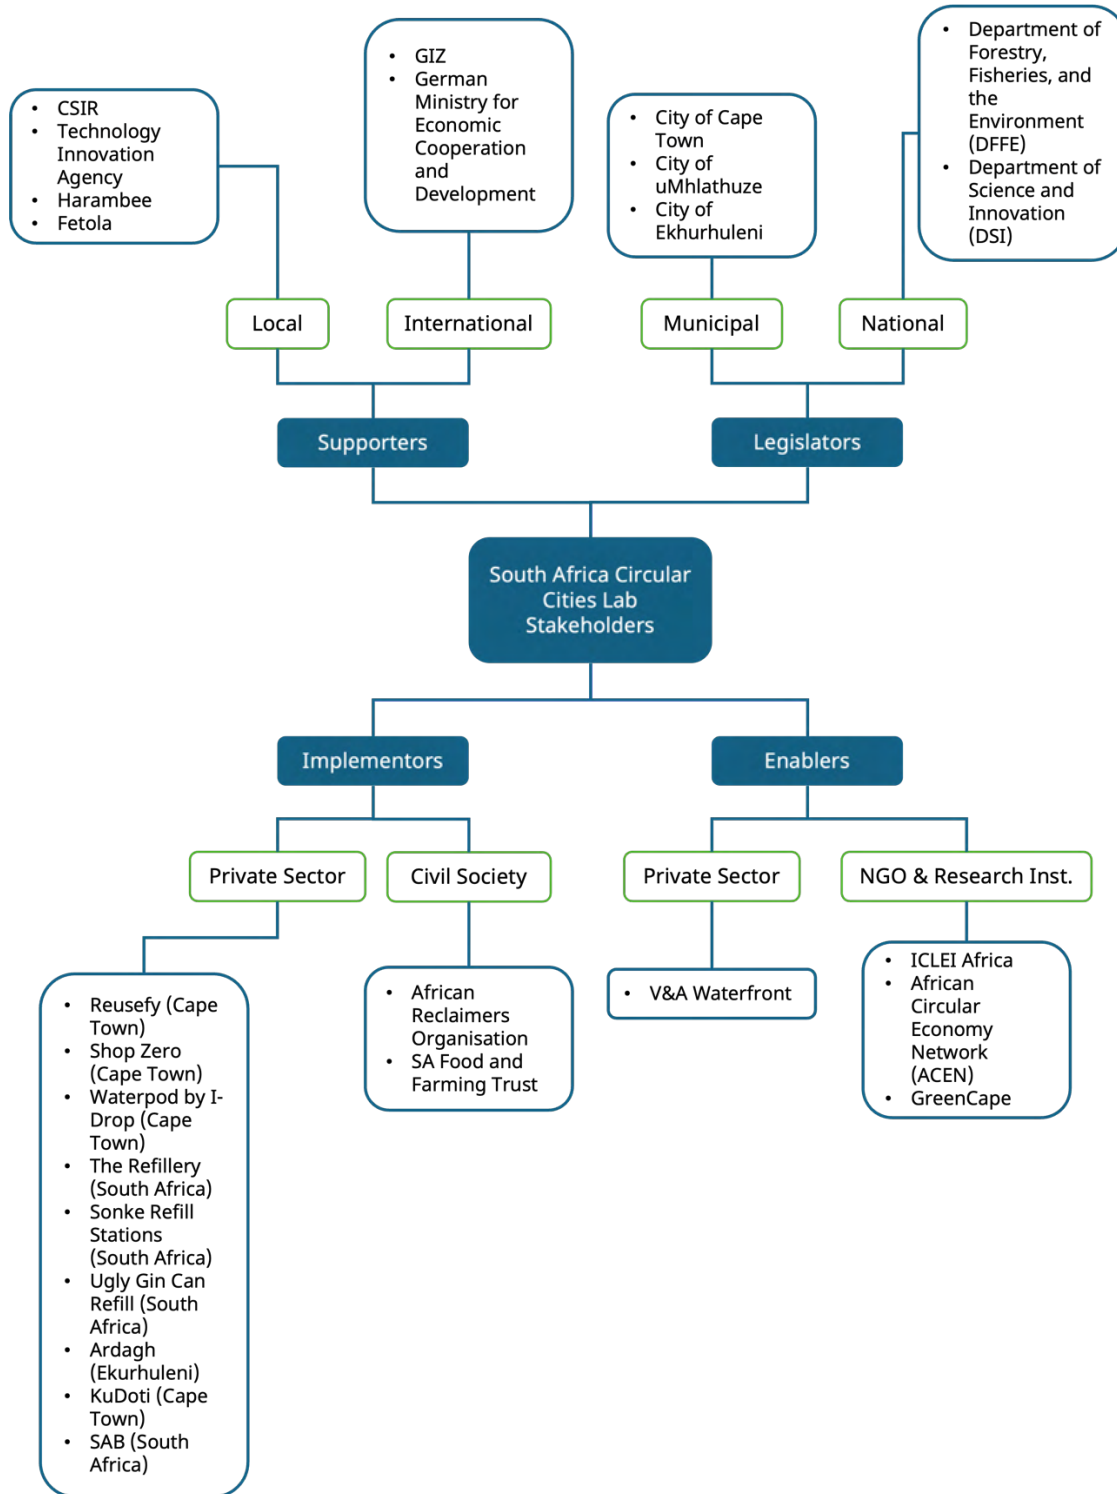 • CSIR
• Technology
Innovation
Agency
• Harambee
• Fetola
• GIZ
• German
Ministry for
Economic
Cooperation
and
Development
• City of Cape
Town
• City of
uMhlathuze
• City of
Ekhurhuleni
• Department of
Forestry,
Fisheries, and
the
Environment
(DFFE)
• Department of
Science and
Innovation
(DSI)
Local
International
Municipal
National
Supporters
Legislators
South Africa Circular
Cities Lab
Stakeholders
Implementors
Enablers
Private Sector
Civil Society
Private Sector
NGO & Research Inst.
• Reusefy (Cape
Town)
• Shop Zero
(Cape Town)
• Waterpod by I-
Drop (Cape
Town)
• The Refillery
(South Africa)
• Sonke Refill
Stations
(South Africa)
• Ugly Gin Can
Refill (South
Africa)
• Ardagh
(Ekurhuleni)
• KuDoti (Cape
Town)
• SAB (South
Africa)
• African
Reclaimers
Organisation
• SA Food and
Farming Trust
• V&A Waterfront
• ICLEI Africa
• African
Circular
Economy
Network
(ACEN)
• GreenCape